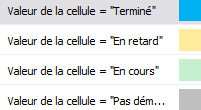 Valeur de la cellule = "Terminé"
Valeur de la cellule = "En retard"
Valeur de la cellule = "En cours"
Valeur de la cellule = "Pas dém...